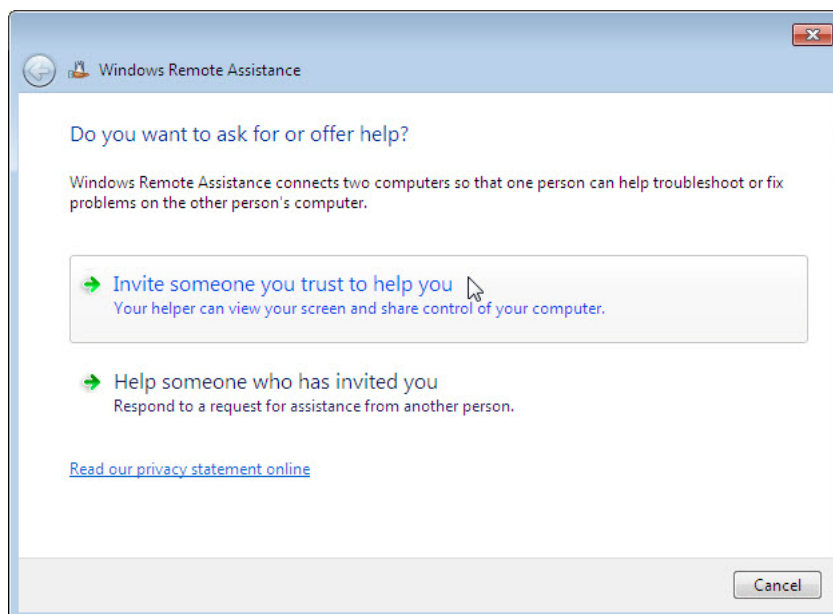 Windows Remote Assistance
Do you want to ask for or offer help?
Windows Remote Assistance connects two computers so that one person can help troubleshoot or fix
problems on the other person's computer.
Invite someone you trust to help you
Your helper can view your screen and share control of your computer.
Help someone who has invited you
Respond to a request for assistance from another person.
Read our privacy statement online
Cancel